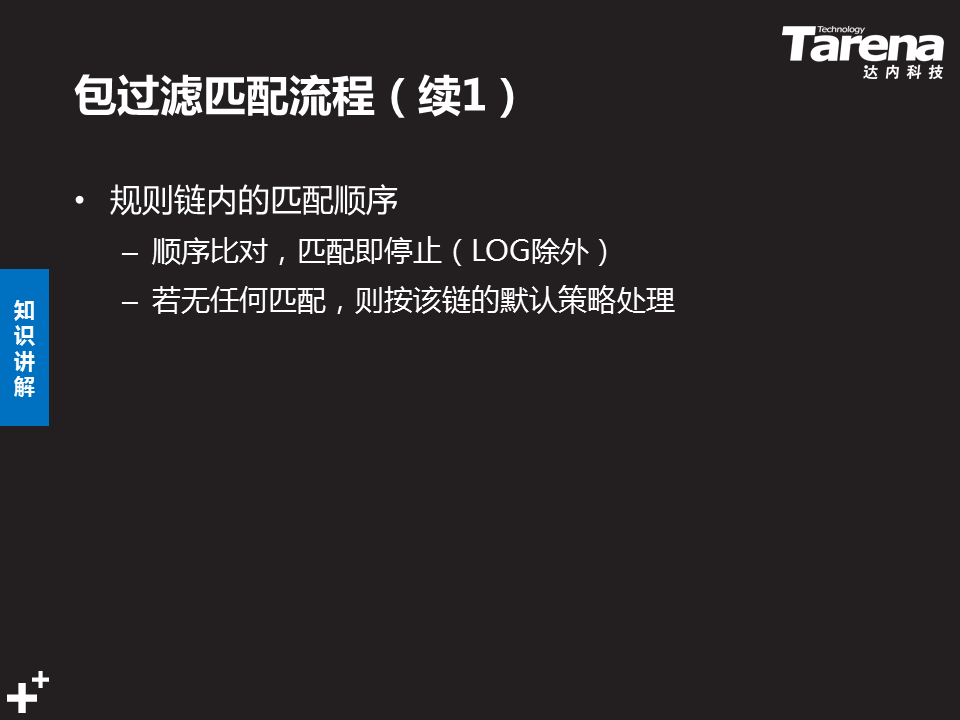 Technology
Tarena
达内科技
包过滤匹配流程（续1）
• 规则链内的匹配顺序
– 顺序比对，匹配即停止（LOG除外）
– 若无任何匹配，则按该链的默认策略处理
知
识
讲
解